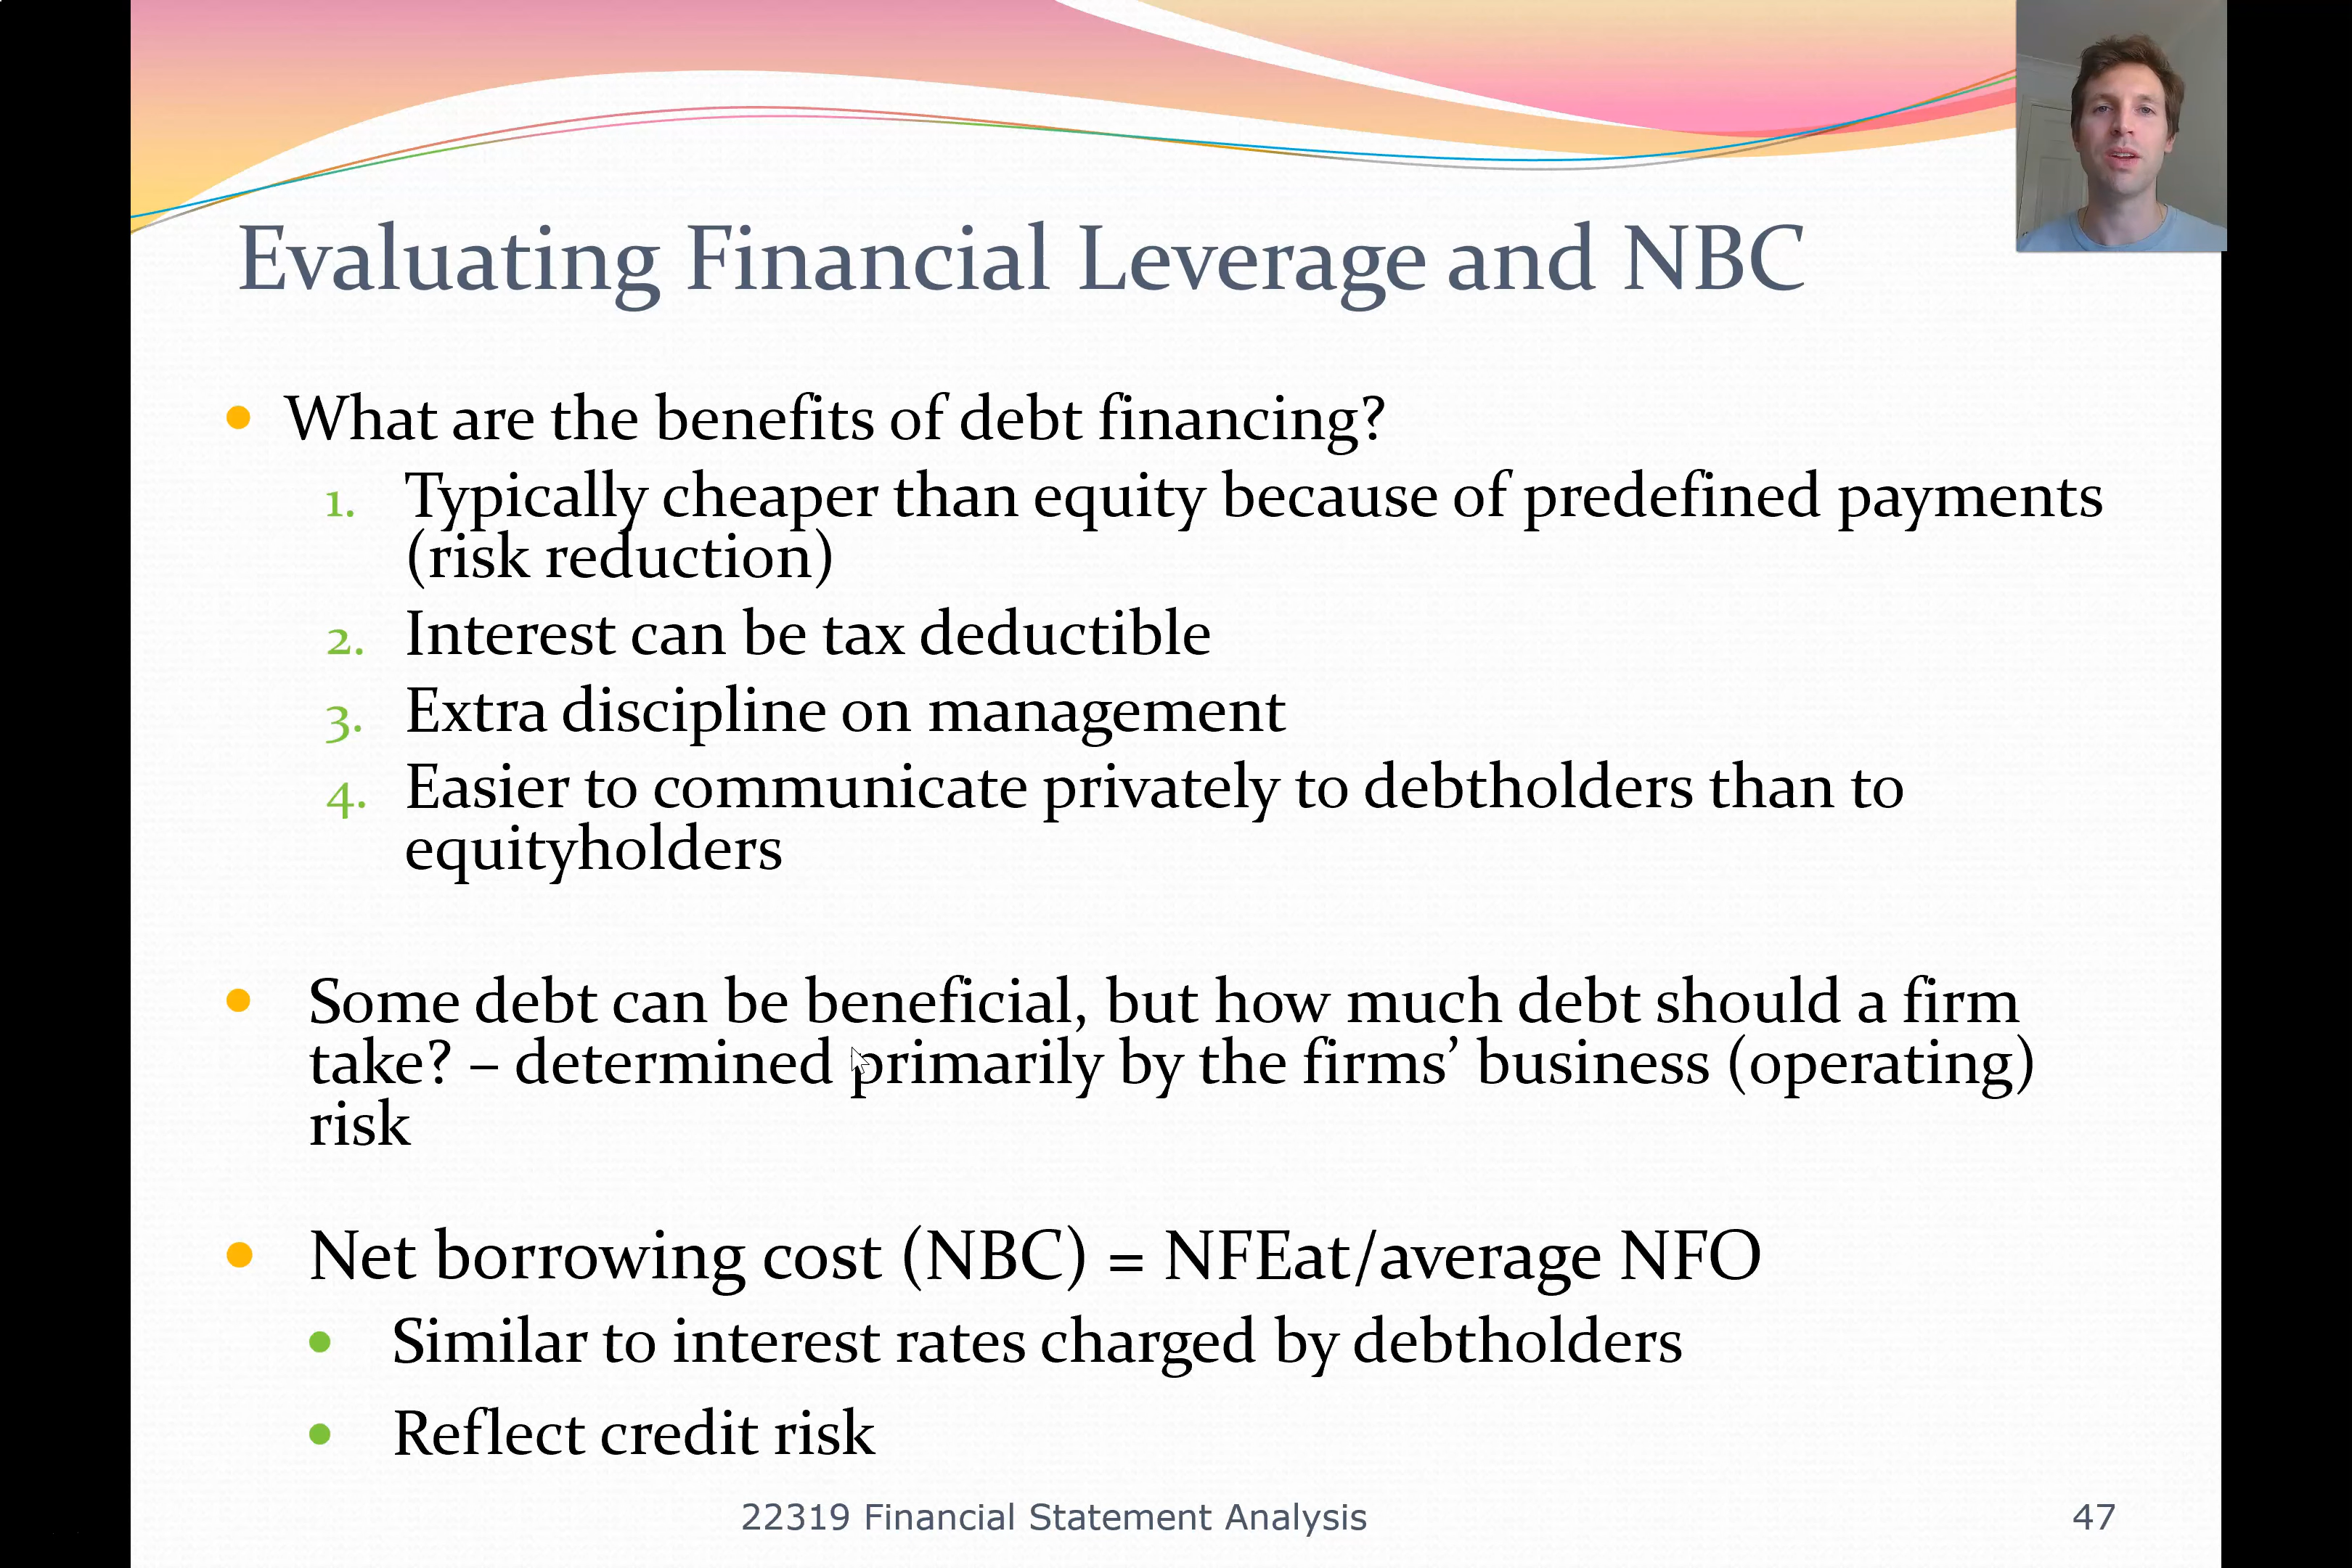 Evaluating Financial Leverage and NBC
• What are the benefits of debt financing?
1. Typically cheaper than equity because of predefined payments
(risk reduction)
2. Interest can be tax deductible
3. Extra discipline on management
4. Easier to communicate privately to debtholders than to
equityholders
• Some debt can be beneficial, but how much debt should a firm
take? – determined primarily by the firms’ business (operating)
risk
• Net borrowing cost (NBC) = NFEat/average NFO
• Similar to interest rates charged by debtholders
• Reflect credit risk
22319 Financial Statement Analysis
47